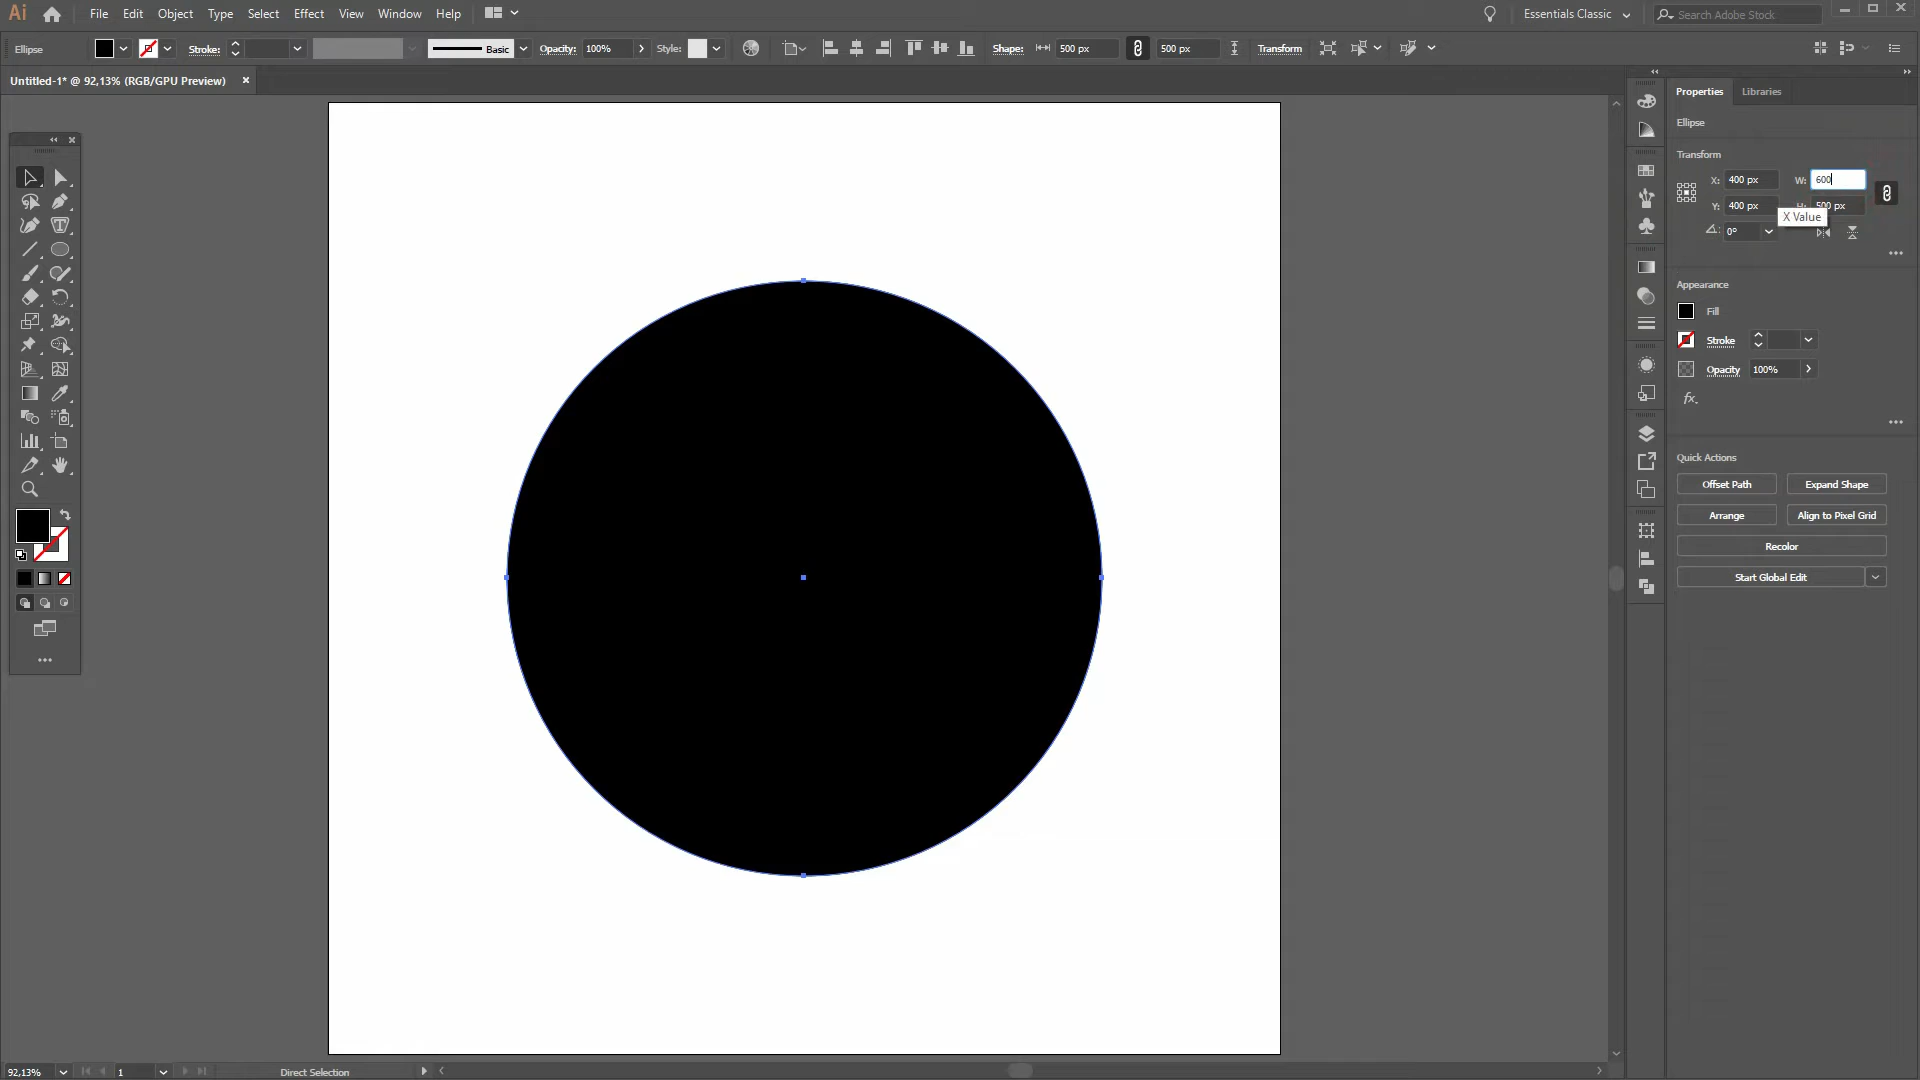 Ai File Edit Object Type Select Effect View Window Help Essentials Classic Search Adobe Stock
Ellipse Stroke: Basic Opacity: 100% Style: Shape: 500 px 500 px Transform
Untitled-1* @ 92,13% (RGB/GPU Preview)
Properties Libraries
Ellipse
Transform
X: 400 px W: 600
Y: 400 px H: 500 px
X Value
0°
Appearance
Fill
Stroke
Opacity 100%
fx.
Quick Actions
Offset Path Expand Shape
Arrange Align to Pixel Grid
Recolor
Start Global Edit
92,13% 1 Direct Selection